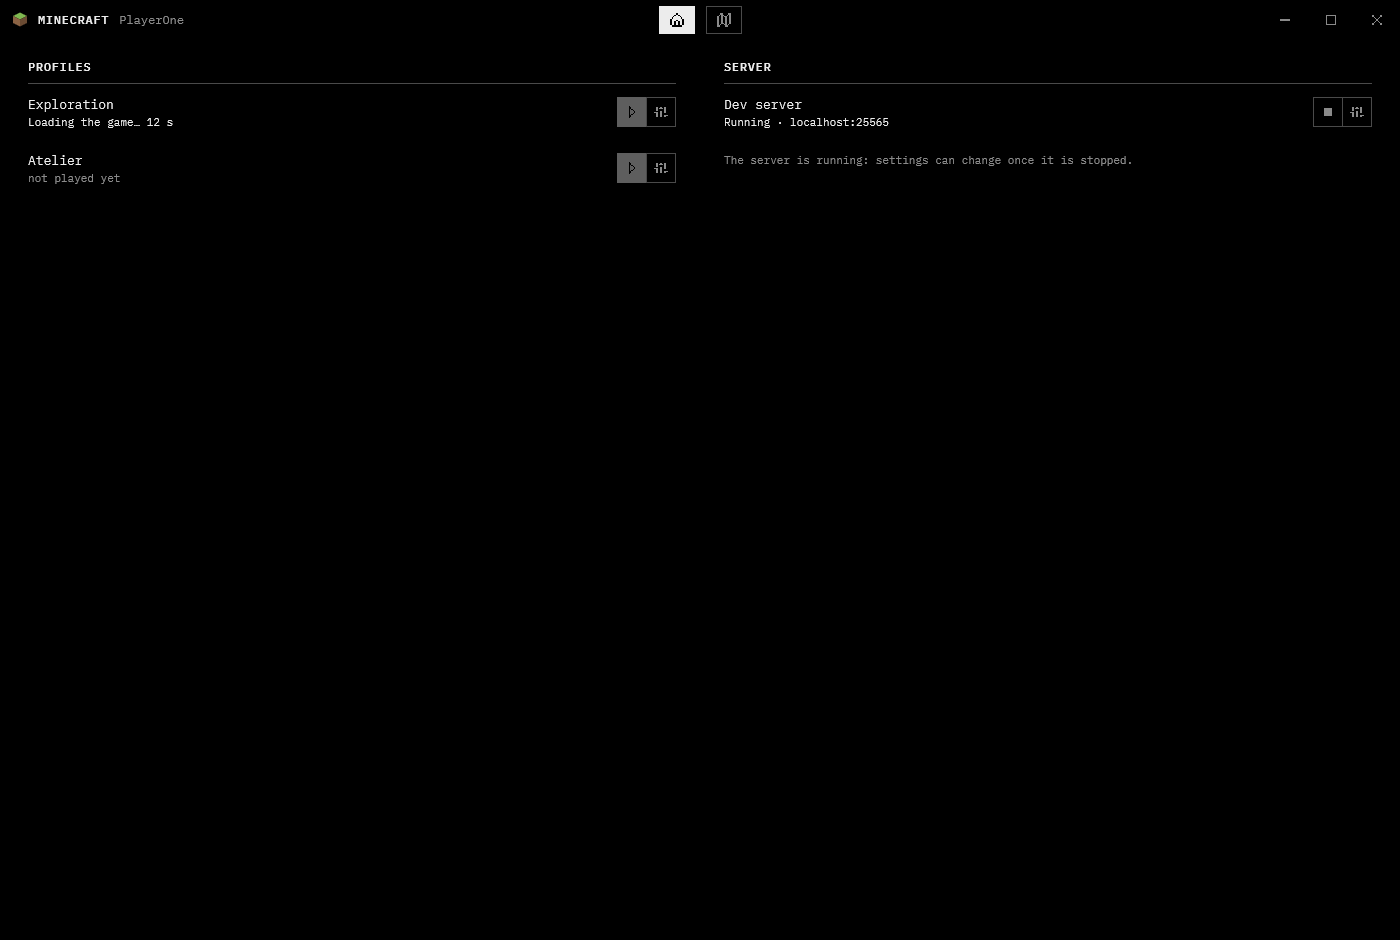 MINECRAFT PlayerOne
PROFILES
Exploration
Loading the game… 12 s
Atelier
not played yet
SERVER
Dev server
Running · localhost:25565
The server is running: settings can change once it is stopped.